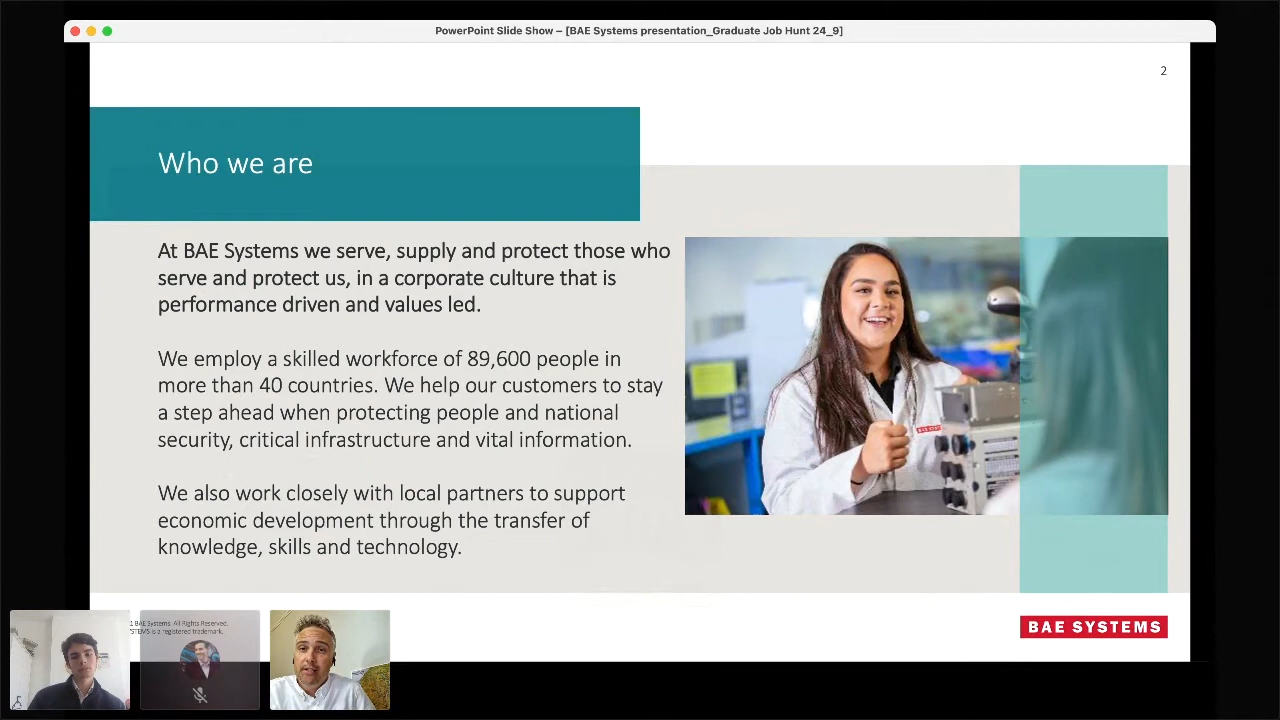 PowerPoint Slide Show – [BAE Systems presentation_Graduate Job Hunt 24_9]
2
Who we are
At BAE Systems we serve, supply and protect those who
serve and protect us, in a corporate culture that is
performance driven and values led.
We employ a skilled workforce of 89,600 people in
more than 40 countries. We help our customers to stay
a step ahead when protecting people and national
security, critical infrastructure and vital information.
We also work closely with local partners to support
economic development through the transfer of
knowledge, skills and technology.
BAE SYSTEMS
1 BAE Systems. All Rights Reserved.
STEMS is a registered trademark.
BAE SYSTEMS